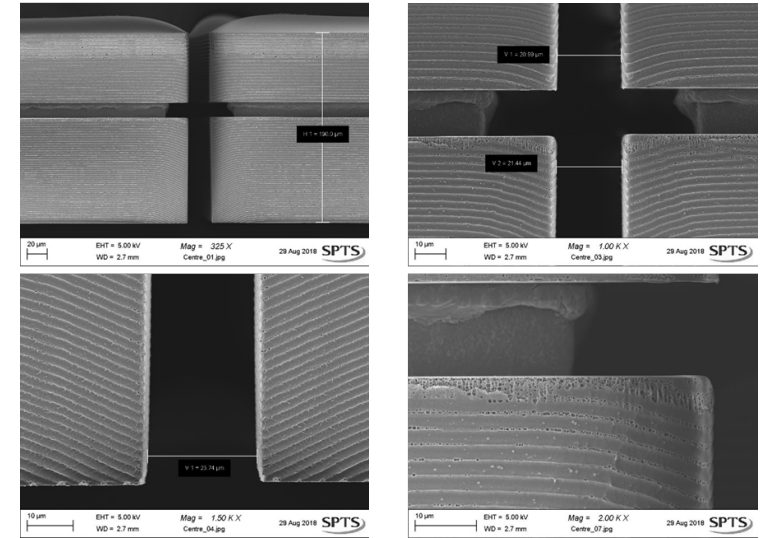 H 1 = 190.0 µm
20 µm
EHT = 5.00 kV
WD = 2.7 mm
Mag = 325 X
Centre_01.jpg
29 Aug 2018
SPTS
V 1 = 20.99 µm
V 2 = 21.44 µm
10 µm
EHT = 5.00 kV
WD = 2.7 mm
Mag = 1.00 K X
Centre_03.jpg
29 Aug 2018
SPTS
V 1 = 23.74 µm
10 µm
EHT = 5.00 kV
WD = 2.7 mm
Mag = 1.50 K X
Centre_04.jpg
29 Aug 2018
SPTS
10 µm
EHT = 5.00 kV
WD = 2.7 mm
Mag = 2.00 K X
Centre_07.jpg
29 Aug 2018
SPTS